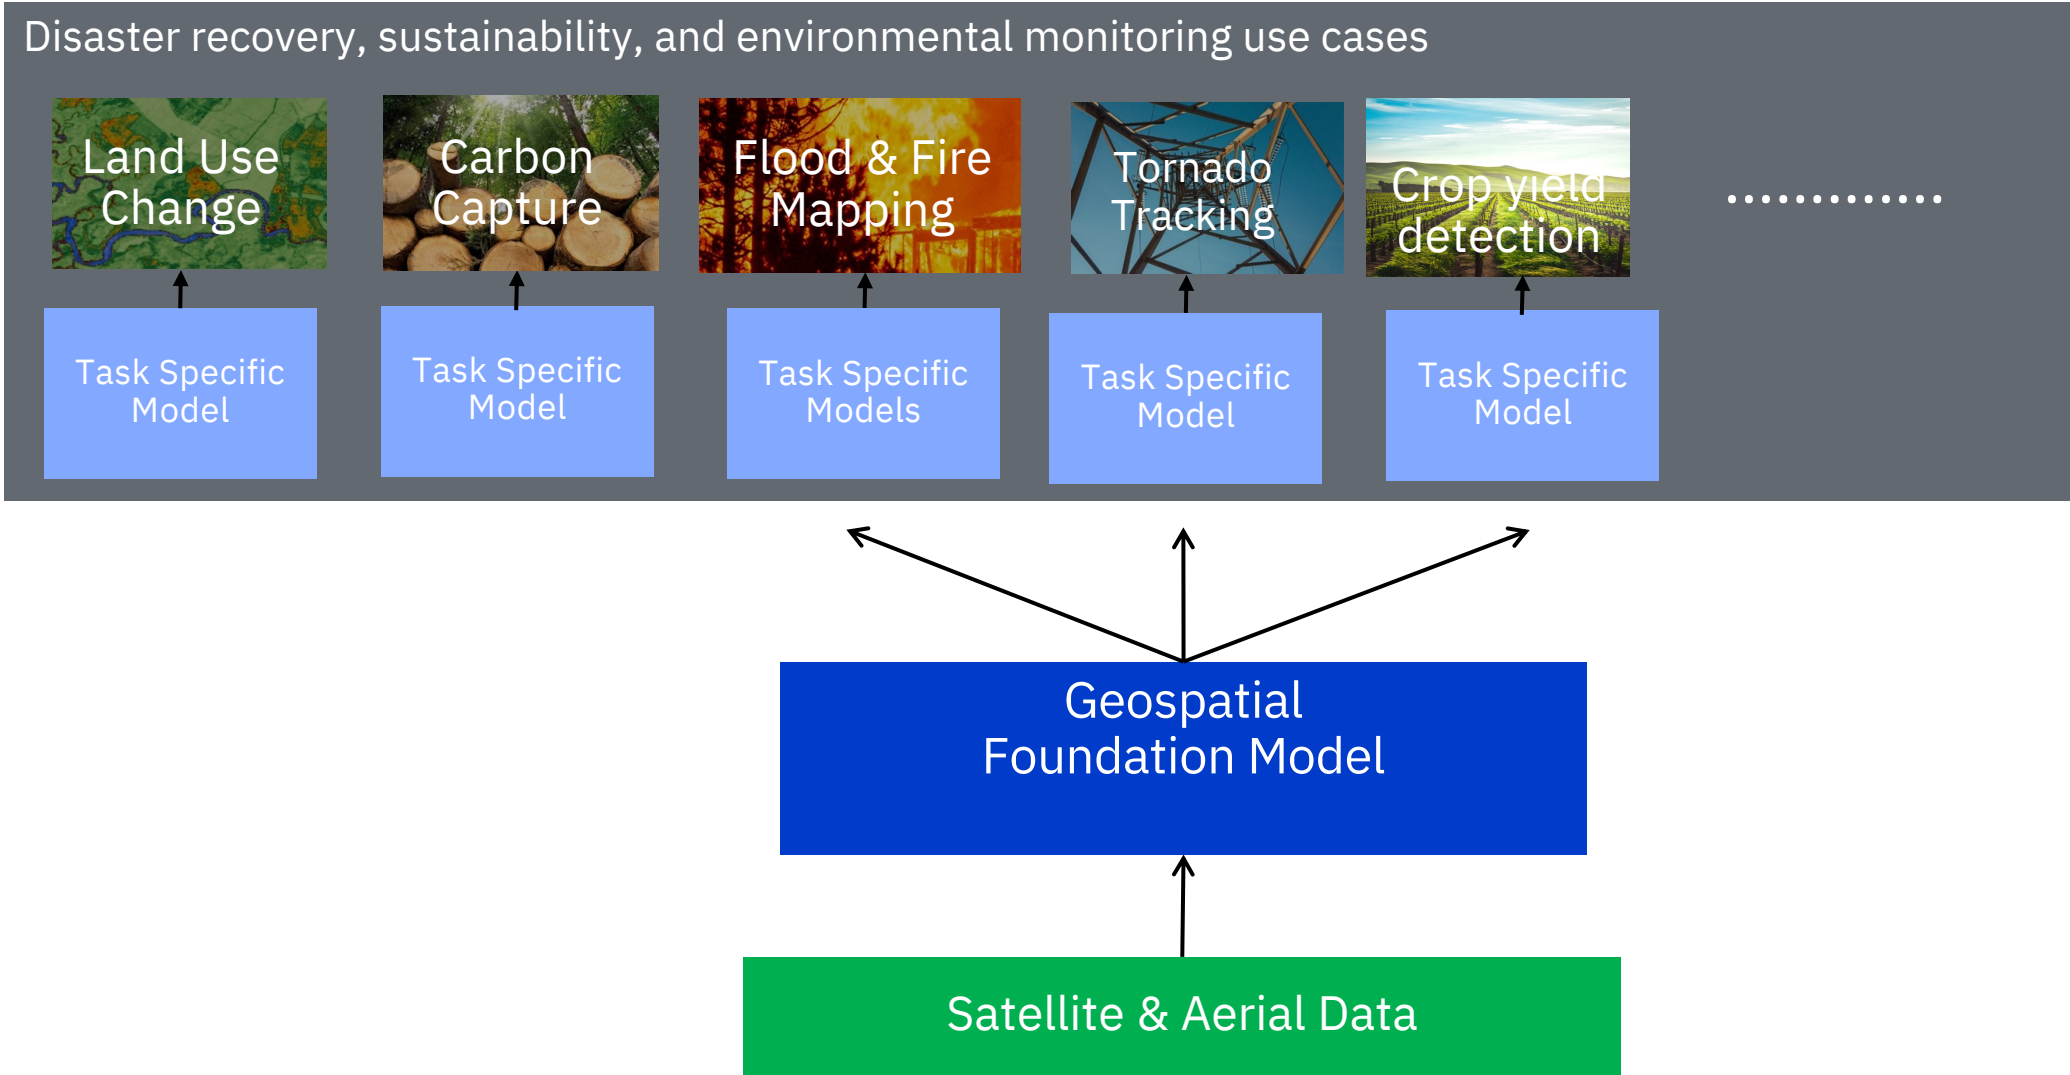 Disaster recovery, sustainability, and environmental monitoring use cases
Land Use
Change
Carbon
Capture
Flood & Fire
Mapping
Tornado
Tracking
Crop yield
detection
.............
Task Specific
Model
Task Specific
Model
Task Specific
Models
Task Specific
Model
Task Specific
Model
Geospatial
Foundation Model
Satellite & Aerial Data